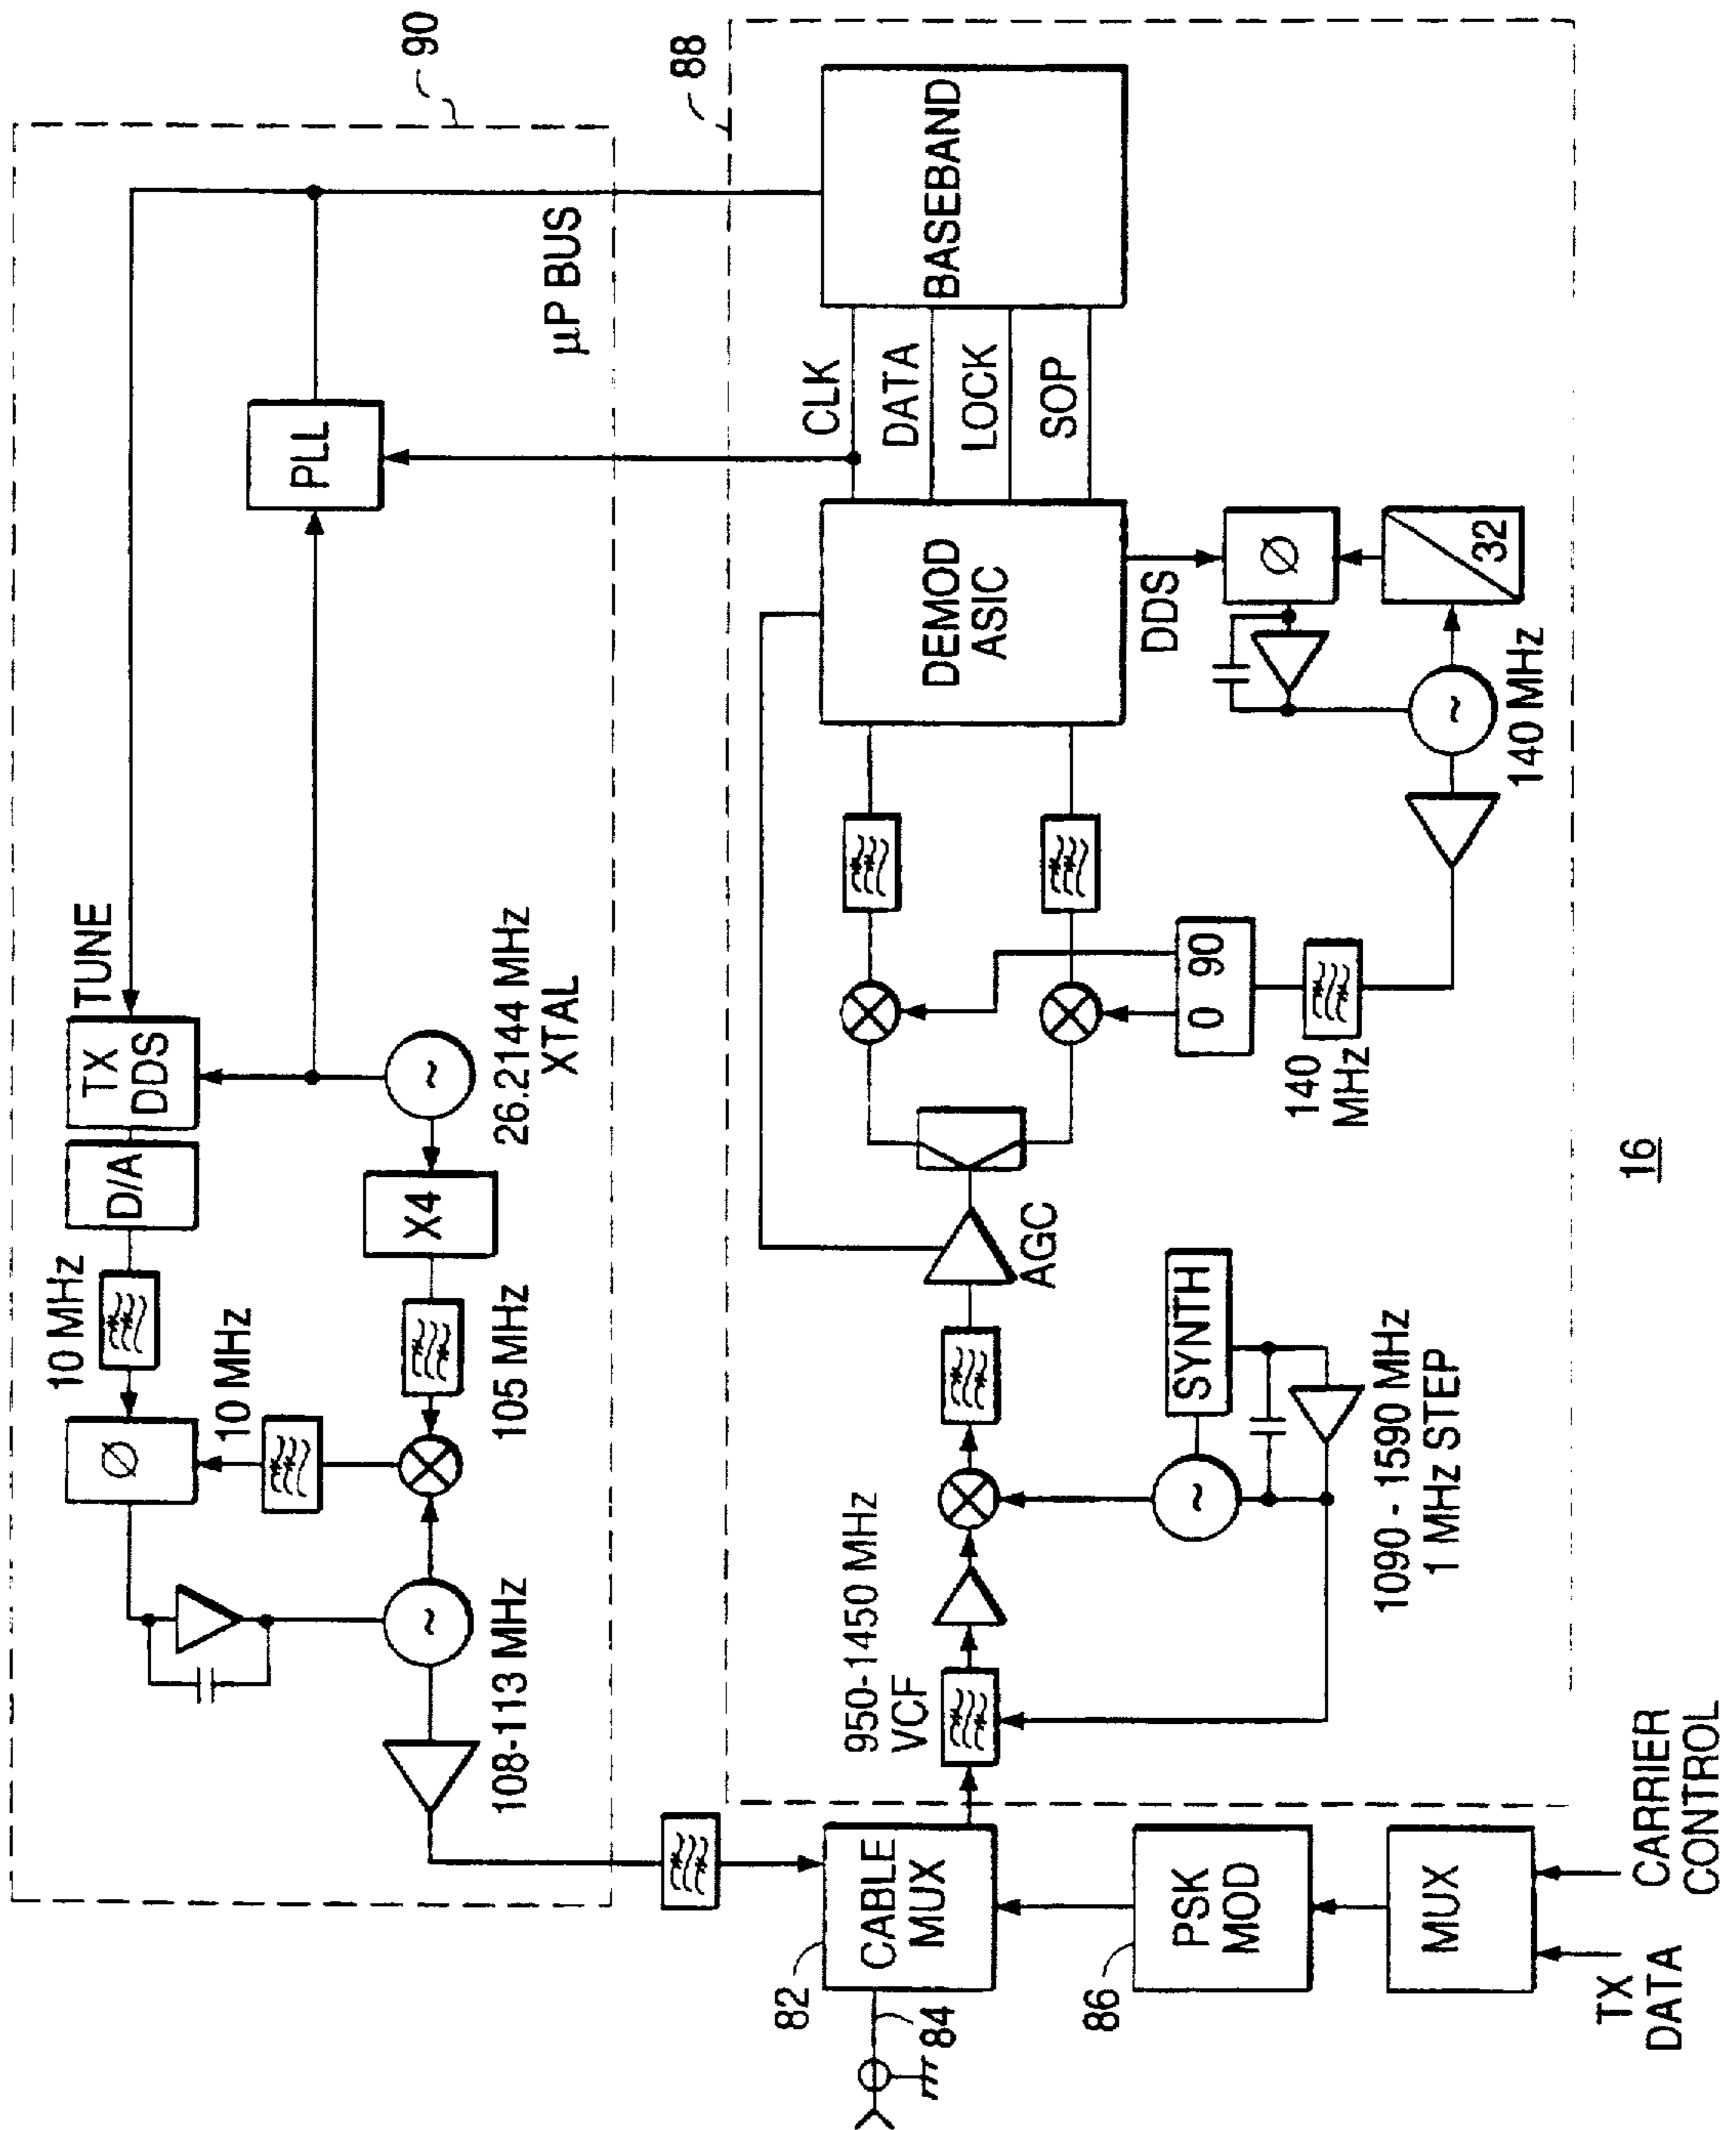 90
TUNE
TX
DDS
D/A
10 MHz
Ø
10 MHz
PLL
µP BUS
X4
26.2144 MHz
XTAL
105 MHz
~
~
108-113 MHz
88
CABLE
MUX
82
84
PSK
MOD
86
MUX
TX
DATA
CARRIER
CONTROL
950-1450 MHz
VCF
~
SYNTH
1090 - 1590 MHz
1 MHz STEP
AGC
0 90
140
MHz
DEMOD
ASIC
CLK
DATA
LOCK
SOP
BASEBAND
DDS
Ø
32
~
140 MHz
16